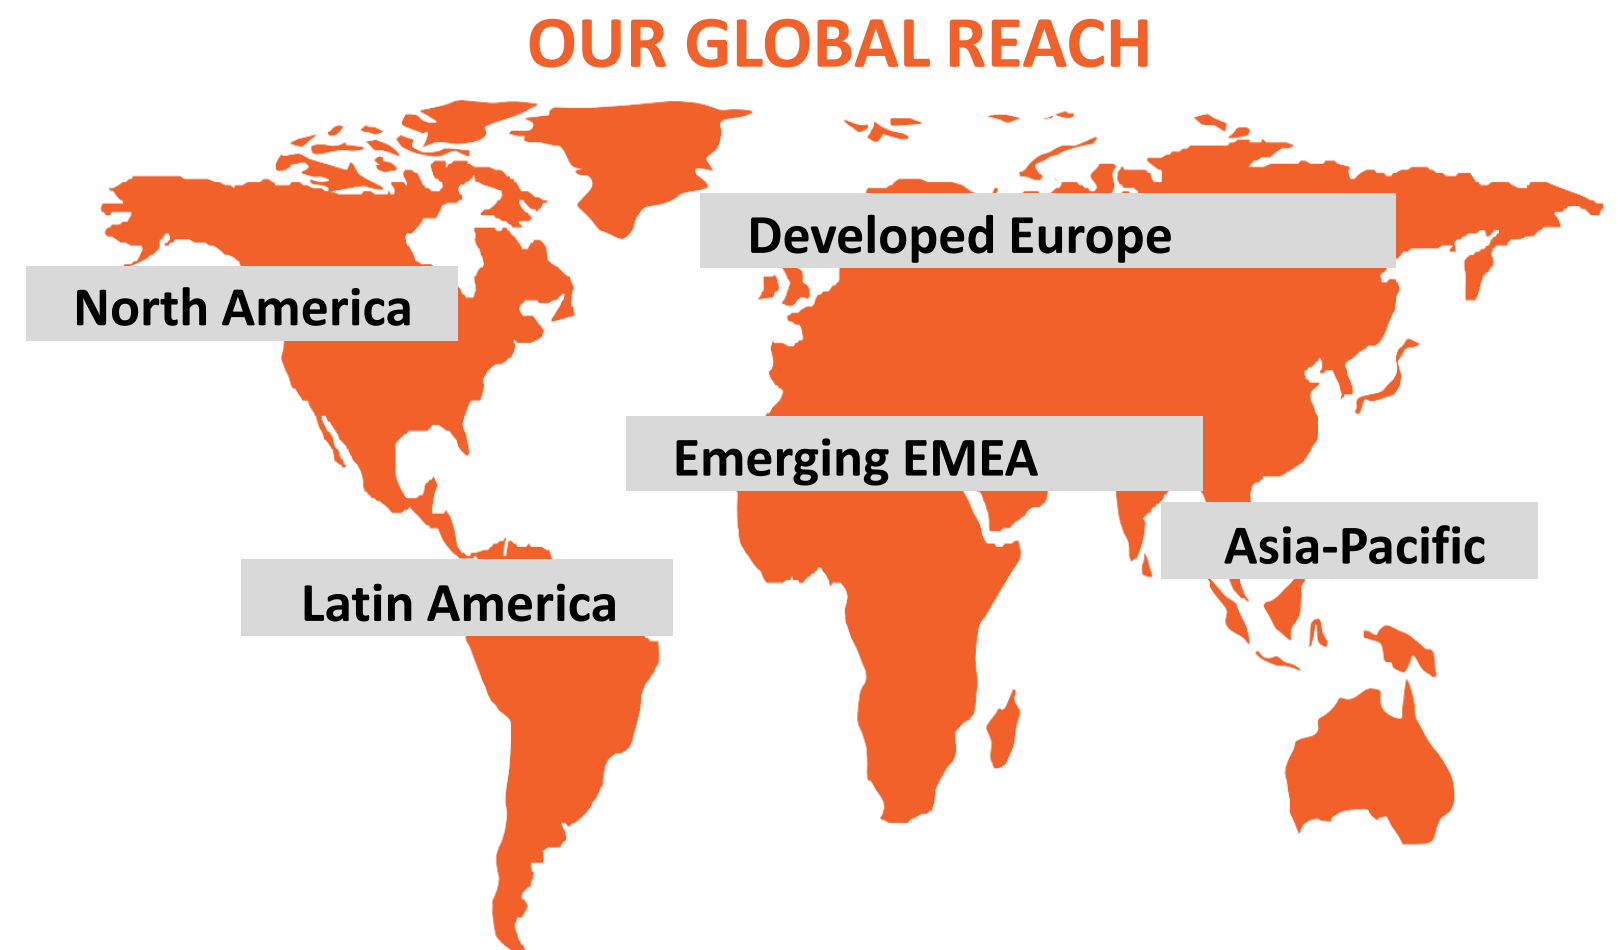 OUR GLOBAL REACH
Developed Europe
North America
Emerging EMEA
Asia-Pacific
Latin America